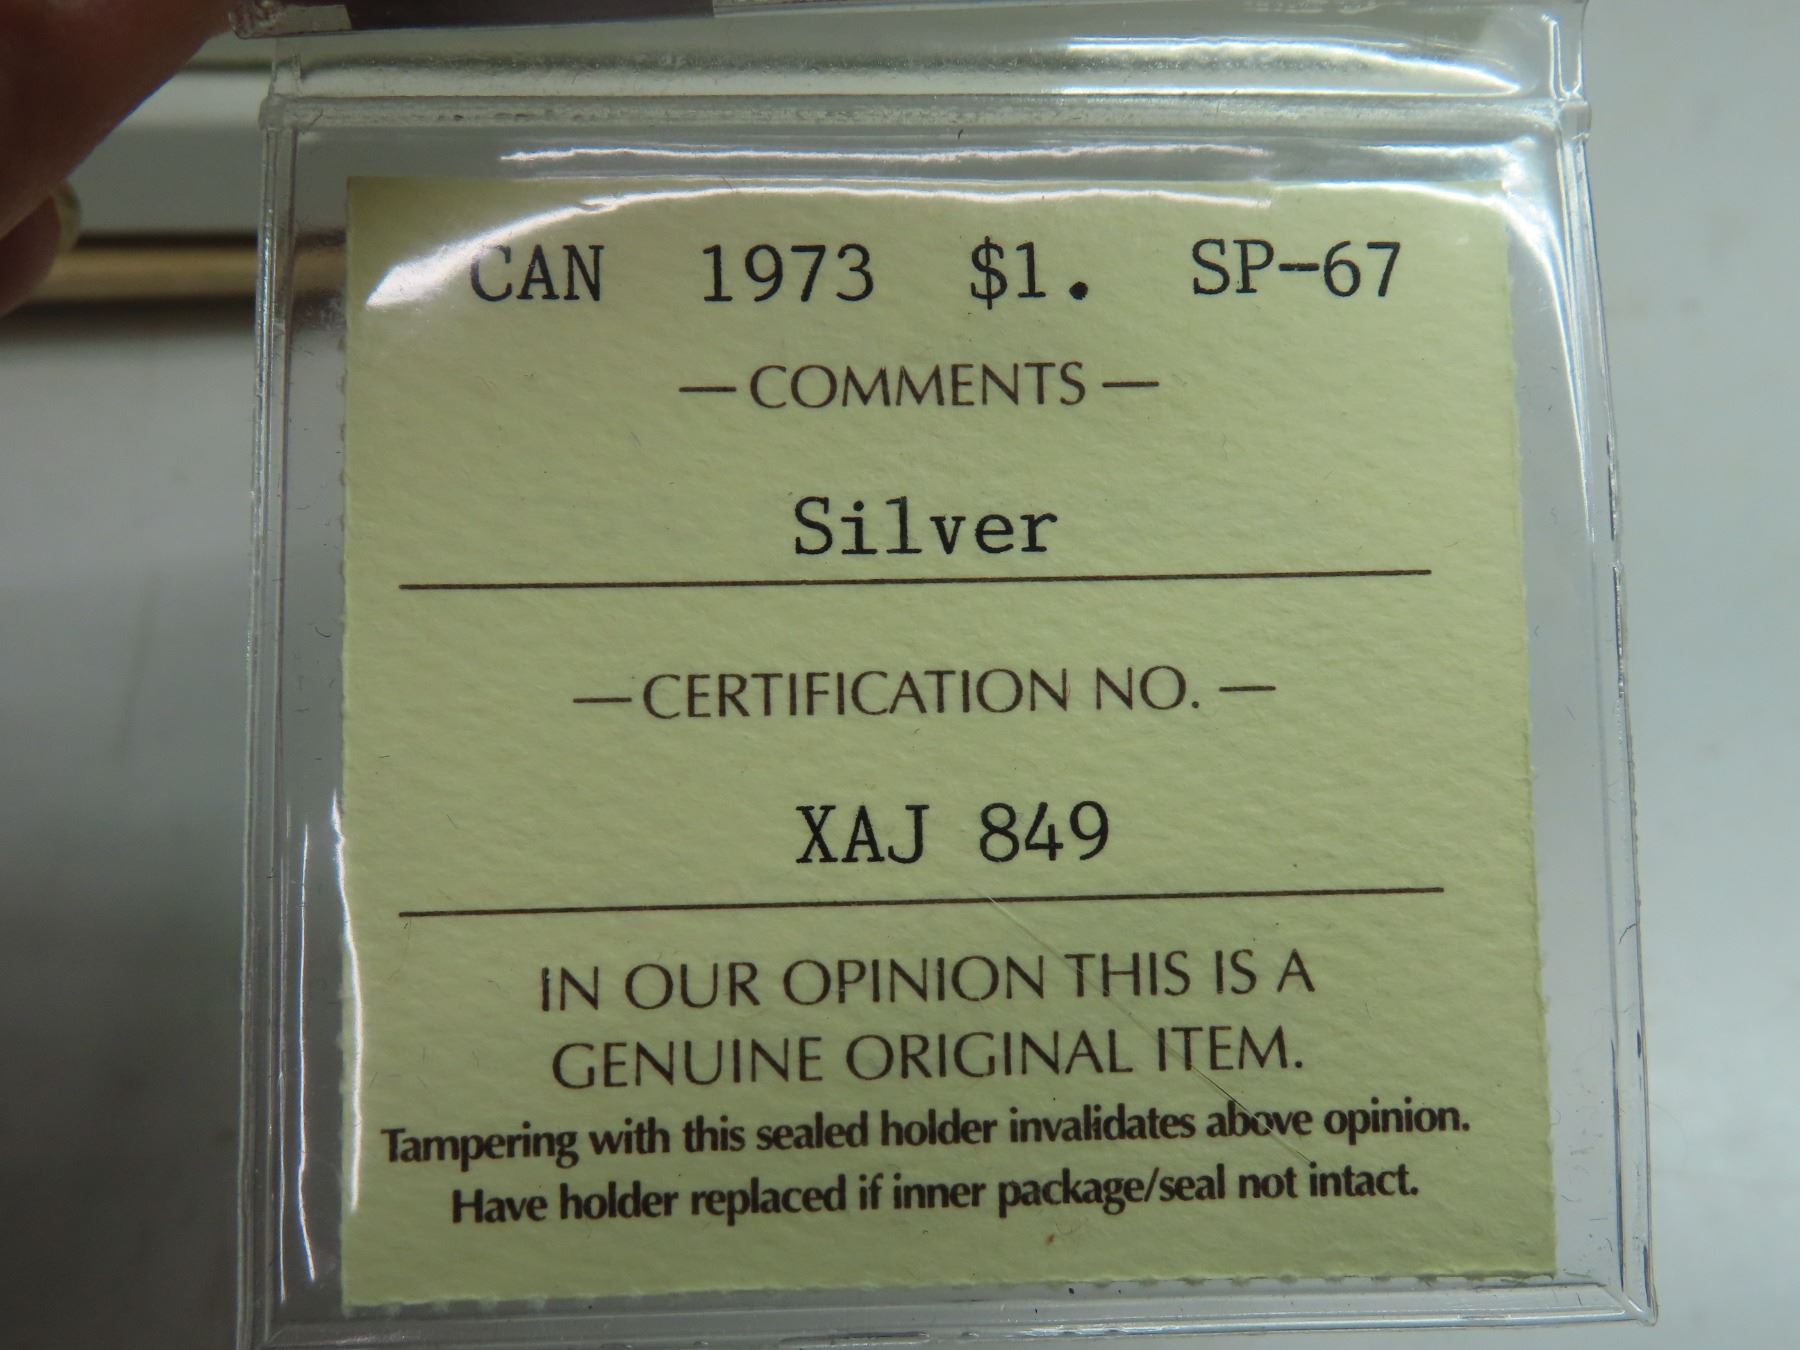 CAN 1973 $1. SP-67
— COMMENTS —
Silver
— CERTIFICATION NO. —
XAJ 849
IN OUR OPINION THIS IS A
GENUINE ORIGINAL ITEM.
Tampering with this sealed holder invalidates above opinion.
Have holder replaced if inner package/seal not intact.